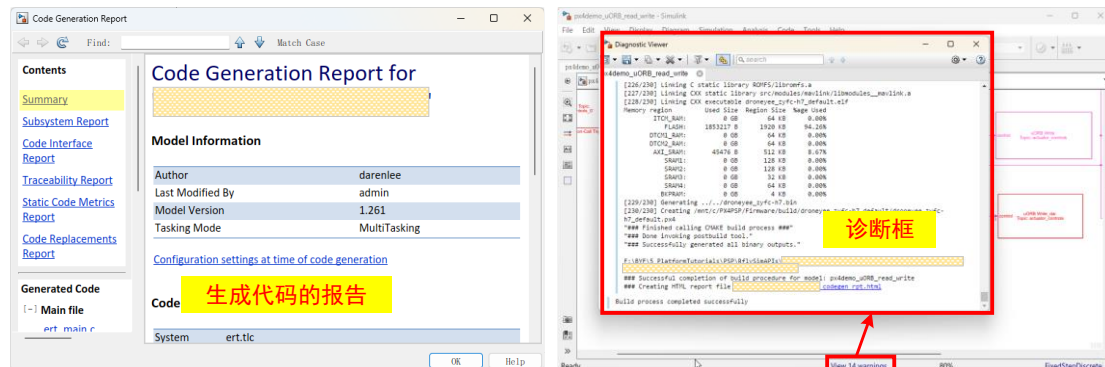 Code Generation Report
Find:
Match Case
Contents
Summary
Subsystem Report
Code Interface
Report
Traceability Report
Static Code Metrics
Report
Code Replacements
Report
Generated Code
[-] Main file
ert_main.c
Code Generation Report for
Model Information
Author darenlee
Last Modified By admin
Model Version 1.261
Tasking Mode MultiTasking
Configuration settings at time of code generation
生成代码的报告
Code
System ert.tlc
OK Help
px4demo_uORB_read_write - Simulink
File Edit View Display Diagram Simulation Analysis Code Tools Help
Diagnostic Viewer
search
px4demo_uORB_read_write
[226/230] Linking C static library ROMFS/libromfs.a
[227/230] Linking CXX static library src/modules/mavlink/libmodules__mavlink.a
[228/230] Linking CXX executable droneyee_zyfc-h7_default.elf
Memory region Used Size Region Size %age Used
ITCM_RAM: 0 GB 64 KB 0.00%
FLASH: 1853217 B 1920 KB 94.26%
DTCM1_RAM: 0 GB 64 KB 0.00%
DTCM2_RAM: 0 GB 64 KB 0.00%
AXI_SRAM: 45476 B 512 KB 8.67%
SRAM1: 0 GB 128 KB 0.00%
SRAM2: 0 GB 128 KB 0.00%
SRAM3: 0 GB 32 KB 0.00%
SRAM4: 0 GB 64 KB 0.00%
BKPRAM: 0 GB 4 KB 0.00%
[229/230] Generating ../../droneyee_zyfc-h7.bin
[230/230] Creating /mnt/c/PX4PSP/Firmware/build/droneyee_zyfc-h7_default/droneyee_zyfc-
h7_default.px4
"### Finished calling CMAKE build process ###"
"### Done invoking postbuild tool."
"### Successfully generated all binary outputs."
诊断框
### Successful completion of build procedure for model: px4demo_uORB_read_write
### Creating HTML report file codegen_rpt.html
Build process completed successfully
uORB Write
Topic: actuator_controls
Ready
View 14 warnings
80%
FixedStepDiscrete